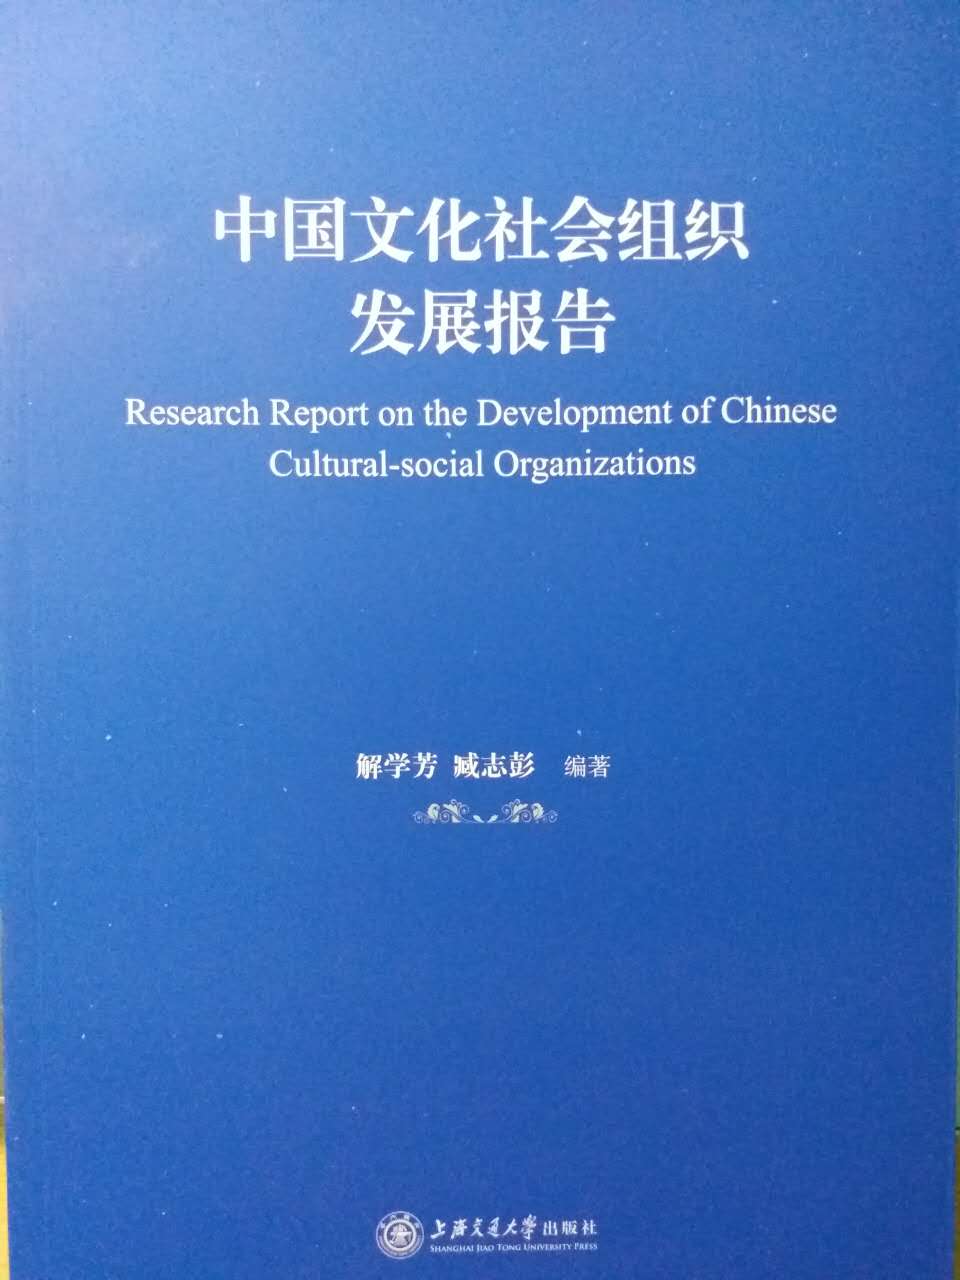 中国文化社会组织
发展报告
Research Report on the Development of Chinese
Cultural-social Organizations
解学芳 臧志彭 编著
上海交通大学出版社
SHANGHAI JIAO TONG UNIVERSITY PRESS